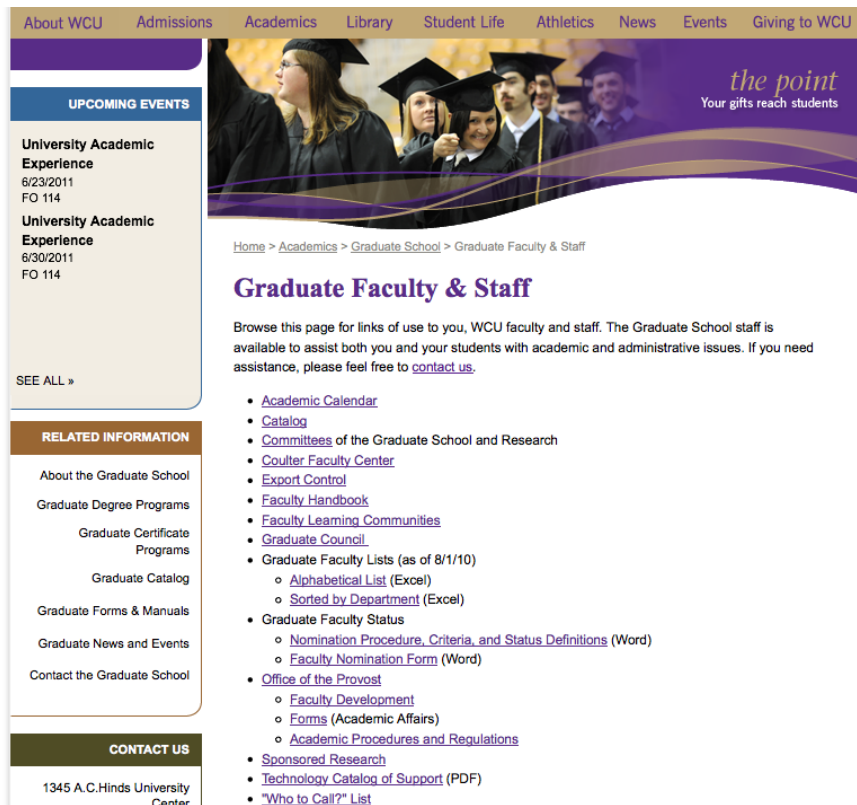 About WCU Admissions Academics Library Student Life Athletics News Events Giving to WCU
the point
Your gifts reach students
UPCOMING EVENTS
University Academic
Experience
6/23/2011
FO 114
University Academic
Experience
6/30/2011
FO 114
SEE ALL »
RELATED INFORMATION
About the Graduate School
Graduate Degree Programs
Graduate Certificate
Programs
Graduate Catalog
Graduate Forms & Manuals
Graduate News and Events
Contact the Graduate School
CONTACT US
1345 A.C.Hinds University
Center
Home > Academics > Graduate School > Graduate Faculty & Staff
Graduate Faculty & Staff
Browse this page for links of use to you, WCU faculty and staff. The Graduate School staff is
available to assist both you and your students with academic and administrative issues. If you need
assistance, please feel free to contact us.
• Academic Calendar
• Catalog
• Committees of the Graduate School and Research
• Coulter Faculty Center
• Export Control
• Faculty Handbook
• Faculty Learning Communities
• Graduate Council
• Graduate Faculty Lists (as of 8/1/10)
○ Alphabetical List (Excel)
○ Sorted by Department (Excel)
• Graduate Faculty Status
○ Nomination Procedure, Criteria, and Status Definitions (Word)
○ Faculty Nomination Form (Word)
• Office of the Provost
○ Faculty Development
○ Forms (Academic Affairs)
○ Academic Procedures and Regulations
• Sponsored Research
• Technology Catalog of Support (PDF)
• "Who to Call?" List